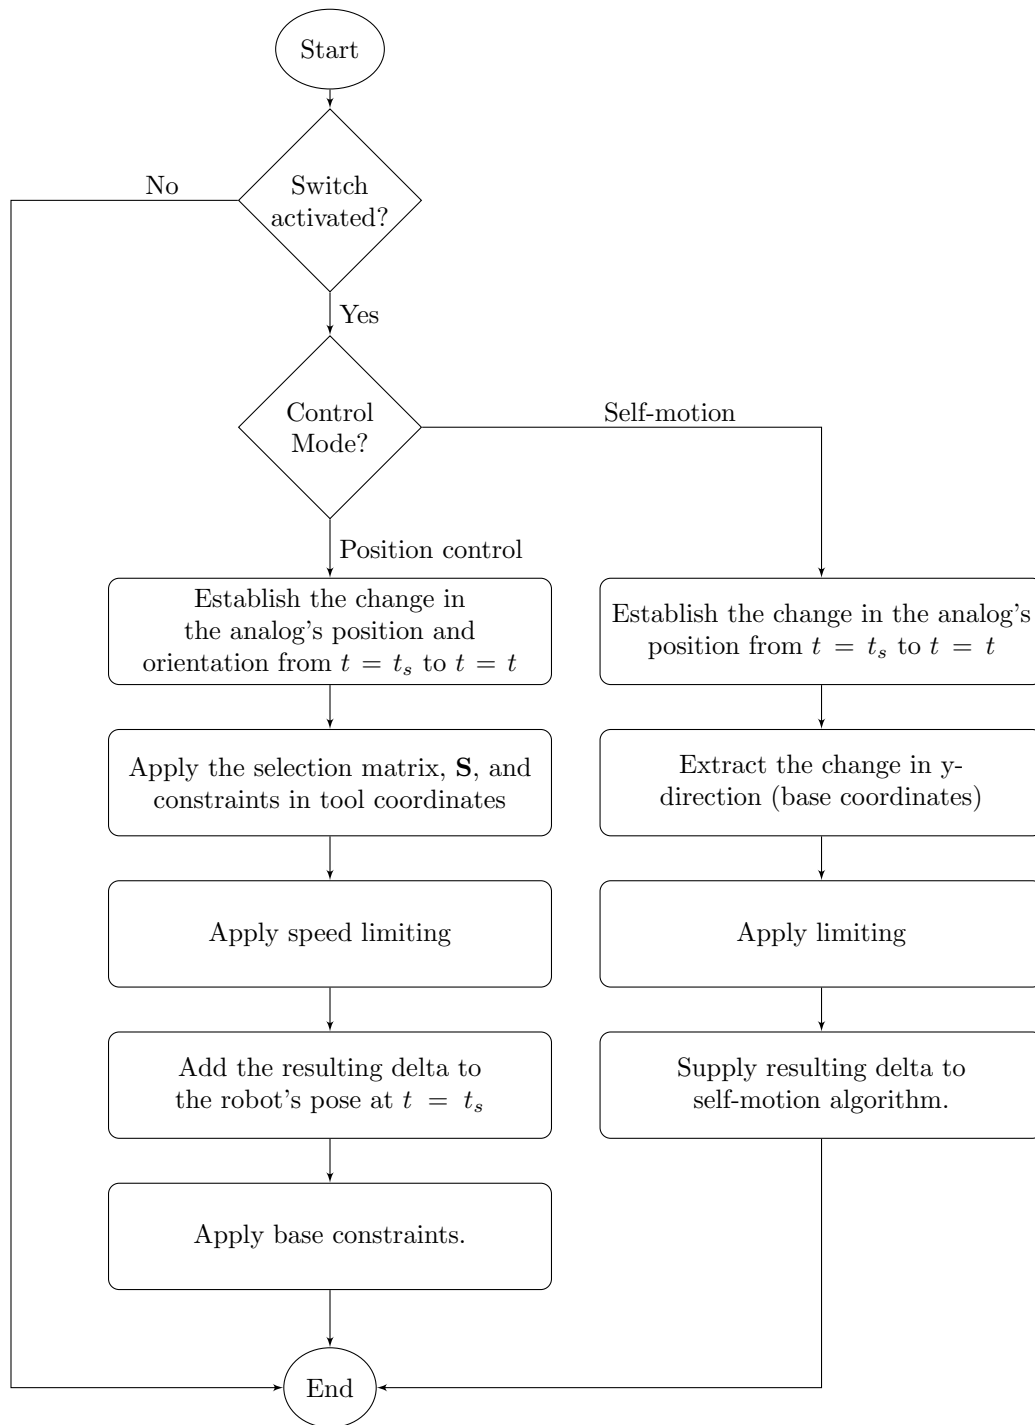 Start
Switch
activated?
No
Yes
Control
Mode?
Self-motion
Position control
Establish the change in
the analog's position and
orientation from t = tₛ to t = t
Establish the change in the analog's
position from t = tₛ to t = t
Apply the selection matrix, S, and
constraints in tool coordinates
Extract the change in y-
direction (base coordinates)
Apply speed limiting
Apply limiting
Add the resulting delta to
the robot's pose at t = tₛ
Supply resulting delta to
self-motion algorithm.
Apply base constraints.
End